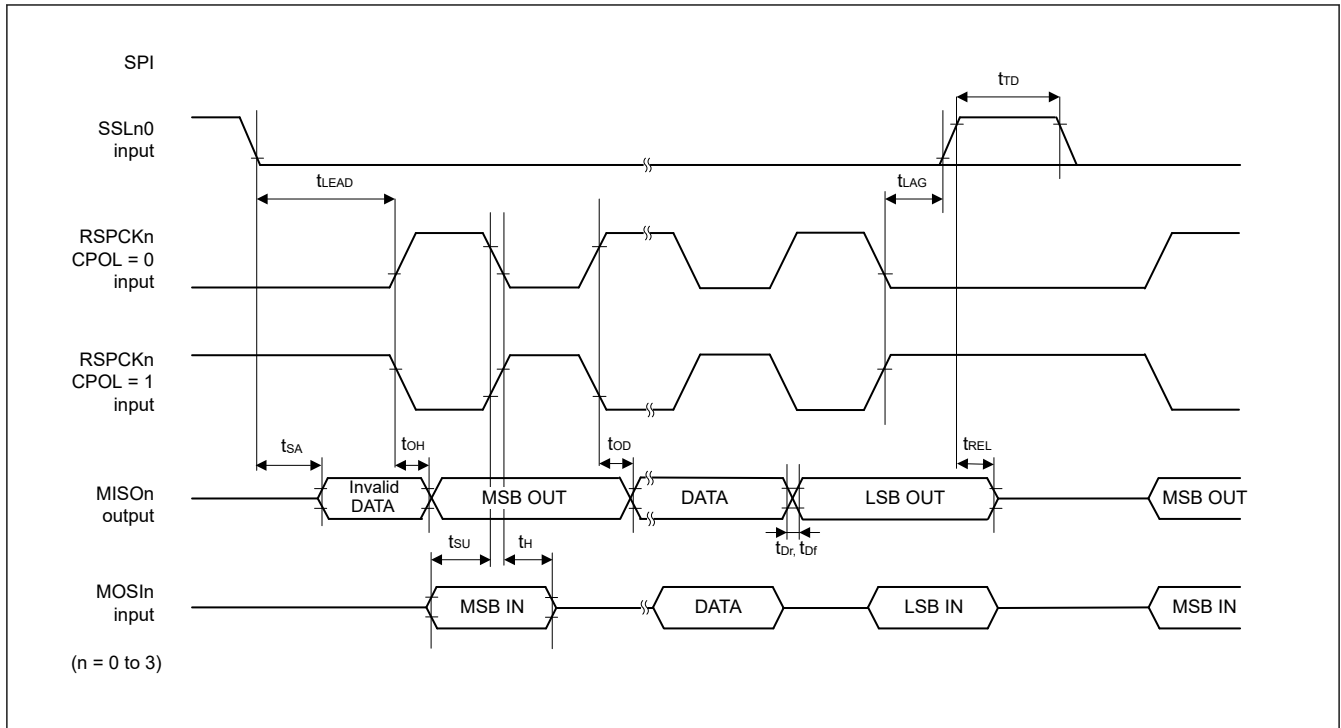 SPI
tTD
SSLn0
input
tLEAD
tLAG
RSPCKn
CPOL = 0
input
RSPCKn
CPOL = 1
input
tSA
tOH
tOD
tREL
MISOn
output
Invalid
DATA
MSB OUT
DATA
LSB OUT
MSB OUT
tSU
tH
tDr, tDf
MOSIn
input
MSB IN
DATA
LSB IN
MSB IN
(n = 0 to 3)